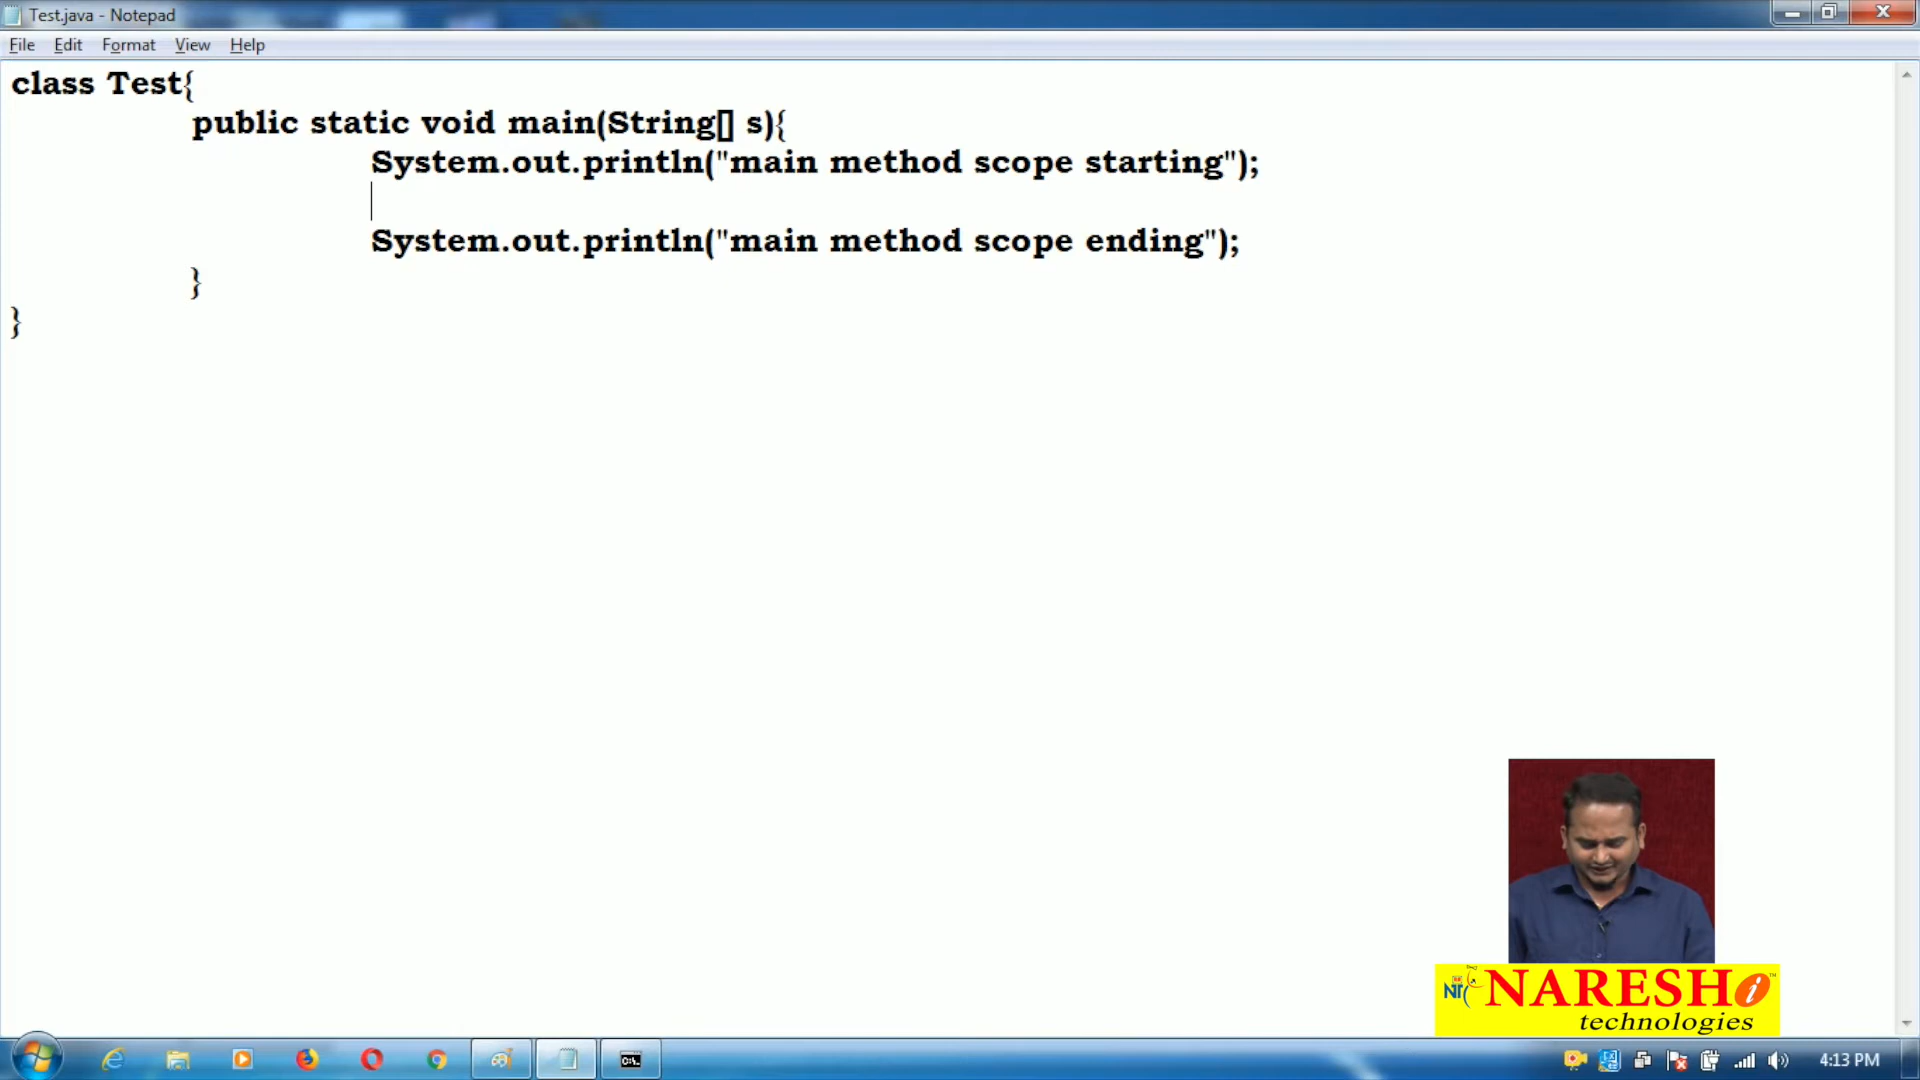 Test.java - Notepad
File Edit Format View Help
class Test{
public static void main(String[] s){
System.out.println("main method scope starting");
System.out.println("main method scope ending");
}
}
NARESH i
technologies
4:13 PM